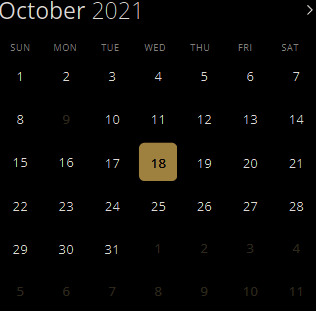 October 2021
SUN MON TUE WED THU FRI SAT
1 2 3 4 5 6 7
8 9 10 11 12 13 14
15 16 17 18 19 20 21
22 23 24 25 26 27 28
29 30 31 1 2 3 4
5 6 7 8 9 10 11